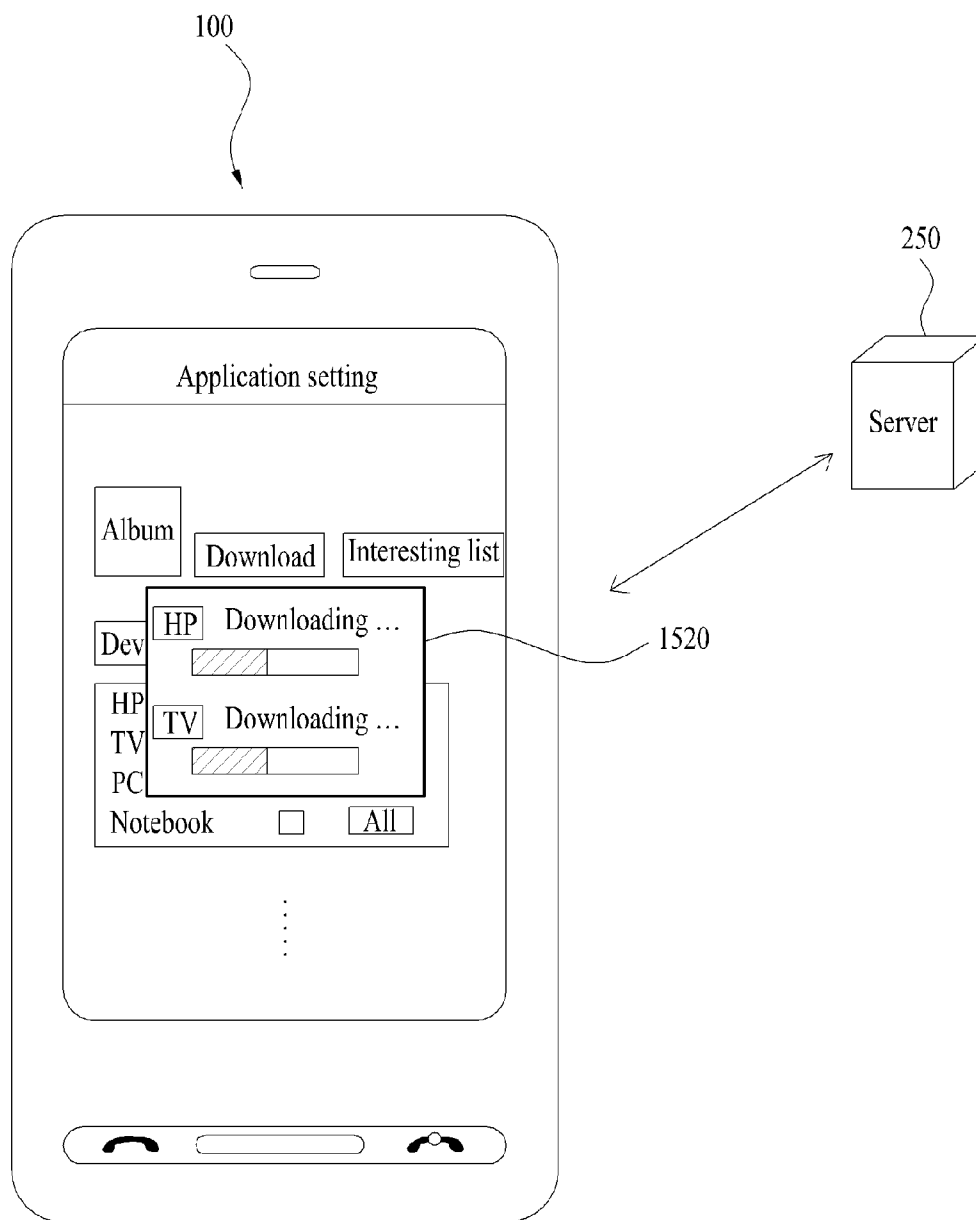 100
250
Server
Application setting
Album
Download
Interesting list
Dev
HP Downloading ...
1520
HP
TV Downloading ...
TV
PC
Notebook All